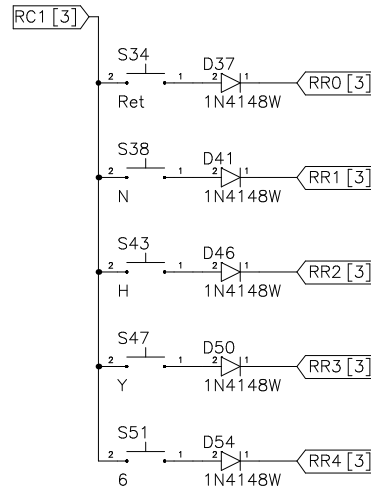 RC1 [3]
S34 D37
2 1 2 1 RR0 [3]
Ret 1N4148W
S38 D41
2 1 2 1 RR1 [3]
N 1N4148W
S43 D46
2 1 2 1 RR2 [3]
H 1N4148W
S47 D50
2 1 2 1 RR3 [3]
Y 1N4148W
S51 D54
2 1 2 1 RR4 [3]
6 1N4148W